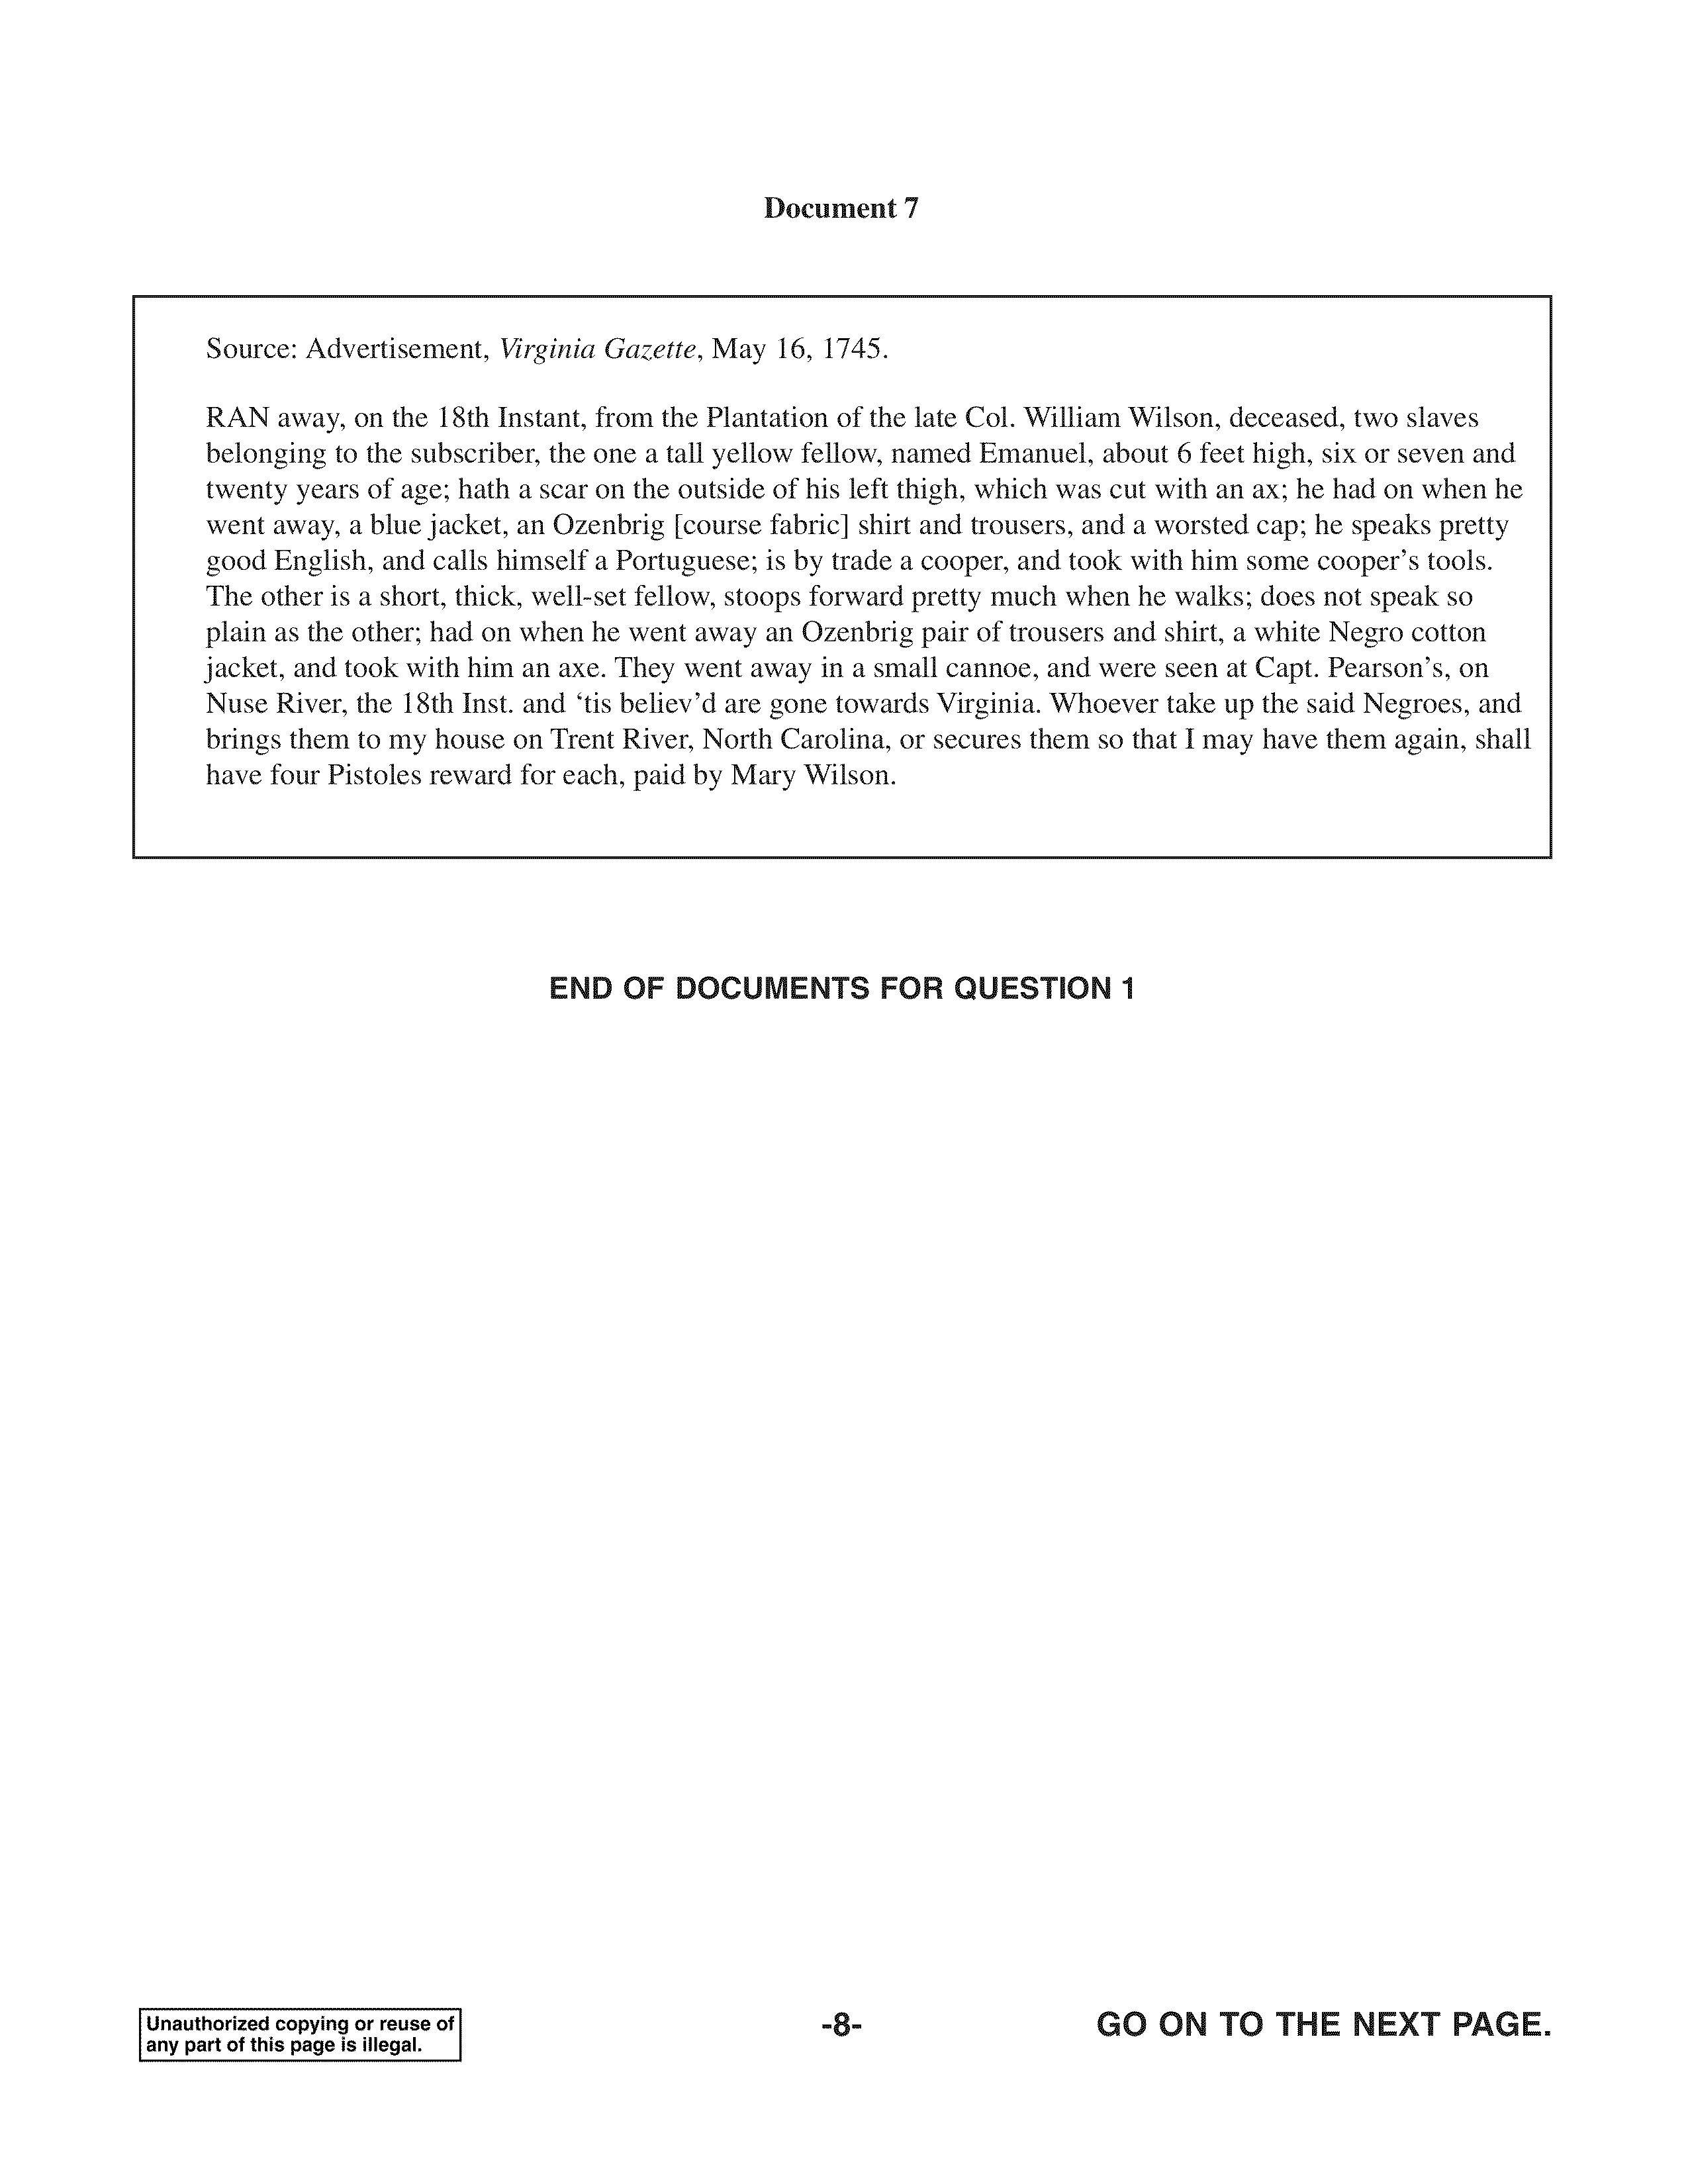 Document 7
Source: Advertisement, Virginia Gazette, May 16, 1745.
RAN away, on the 18th Instant, from the Plantation of the late Col. William Wilson, deceased, two slaves
belonging to the subscriber, the one a tall yellow fellow, named Emanuel, about 6 feet high, six or seven and
twenty years of age; hath a scar on the outside of his left thigh, which was cut with an ax; he had on when he
went away, a blue jacket, an Ozenbrig [course fabric] shirt and trousers, and a worsted cap; he speaks pretty
good English, and calls himself a Portuguese; is by trade a cooper, and took with him some cooper's tools.
The other is a short, thick, well-set fellow, stoops forward pretty much when he walks; does not speak so
plain as the other; had on when he went away an Ozenbrig pair of trousers and shirt, a white Negro cotton
jacket, and took with him an axe. They went away in a small cannoe, and were seen at Capt. Pearson's, on
Nuse River, the 18th Inst. and ‘tis believ'd are gone towards Virginia. Whoever take up the said Negroes, and
brings them to my house on Trent River, North Carolina, or secures them so that I may have them again, shall
have four Pistoles reward for each, paid by Mary Wilson.
END OF DOCUMENTS FOR QUESTION 1
Unauthorized copying or reuse of
any part of this page is illegal.
-8-
GO ON TO THE NEXT PAGE.